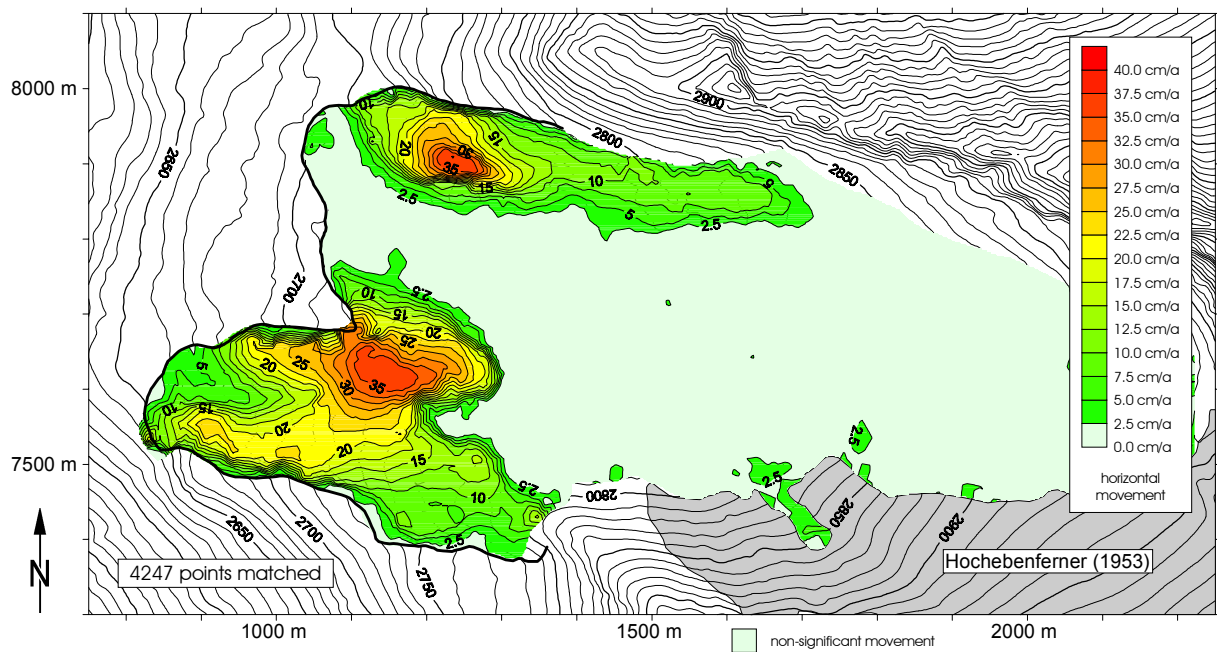 8000 m
7500 m
1000 m
1500 m
2000 m
N
4247 points matched
Hochebenferner (1953)
non-significant movement
40.0 cm/a
37.5 cm/a
35.0 cm/a
32.5 cm/a
30.0 cm/a
27.5 cm/a
25.0 cm/a
22.5 cm/a
20.0 cm/a
17.5 cm/a
15.0 cm/a
12.5 cm/a
10.0 cm/a
7.5 cm/a
5.0 cm/a
2.5 cm/a
0.0 cm/a
horizontal
movement
2650
2900
2800
2850
10
20
30
15
35
15
10
5
2.5
5
2.5
2700
2.5
10
15
20
25
5
20
25
30
35
10
15
20
20
15
10
2.5
2.5
2.5
2.5
2800
2850
2900
2650
2700
2750